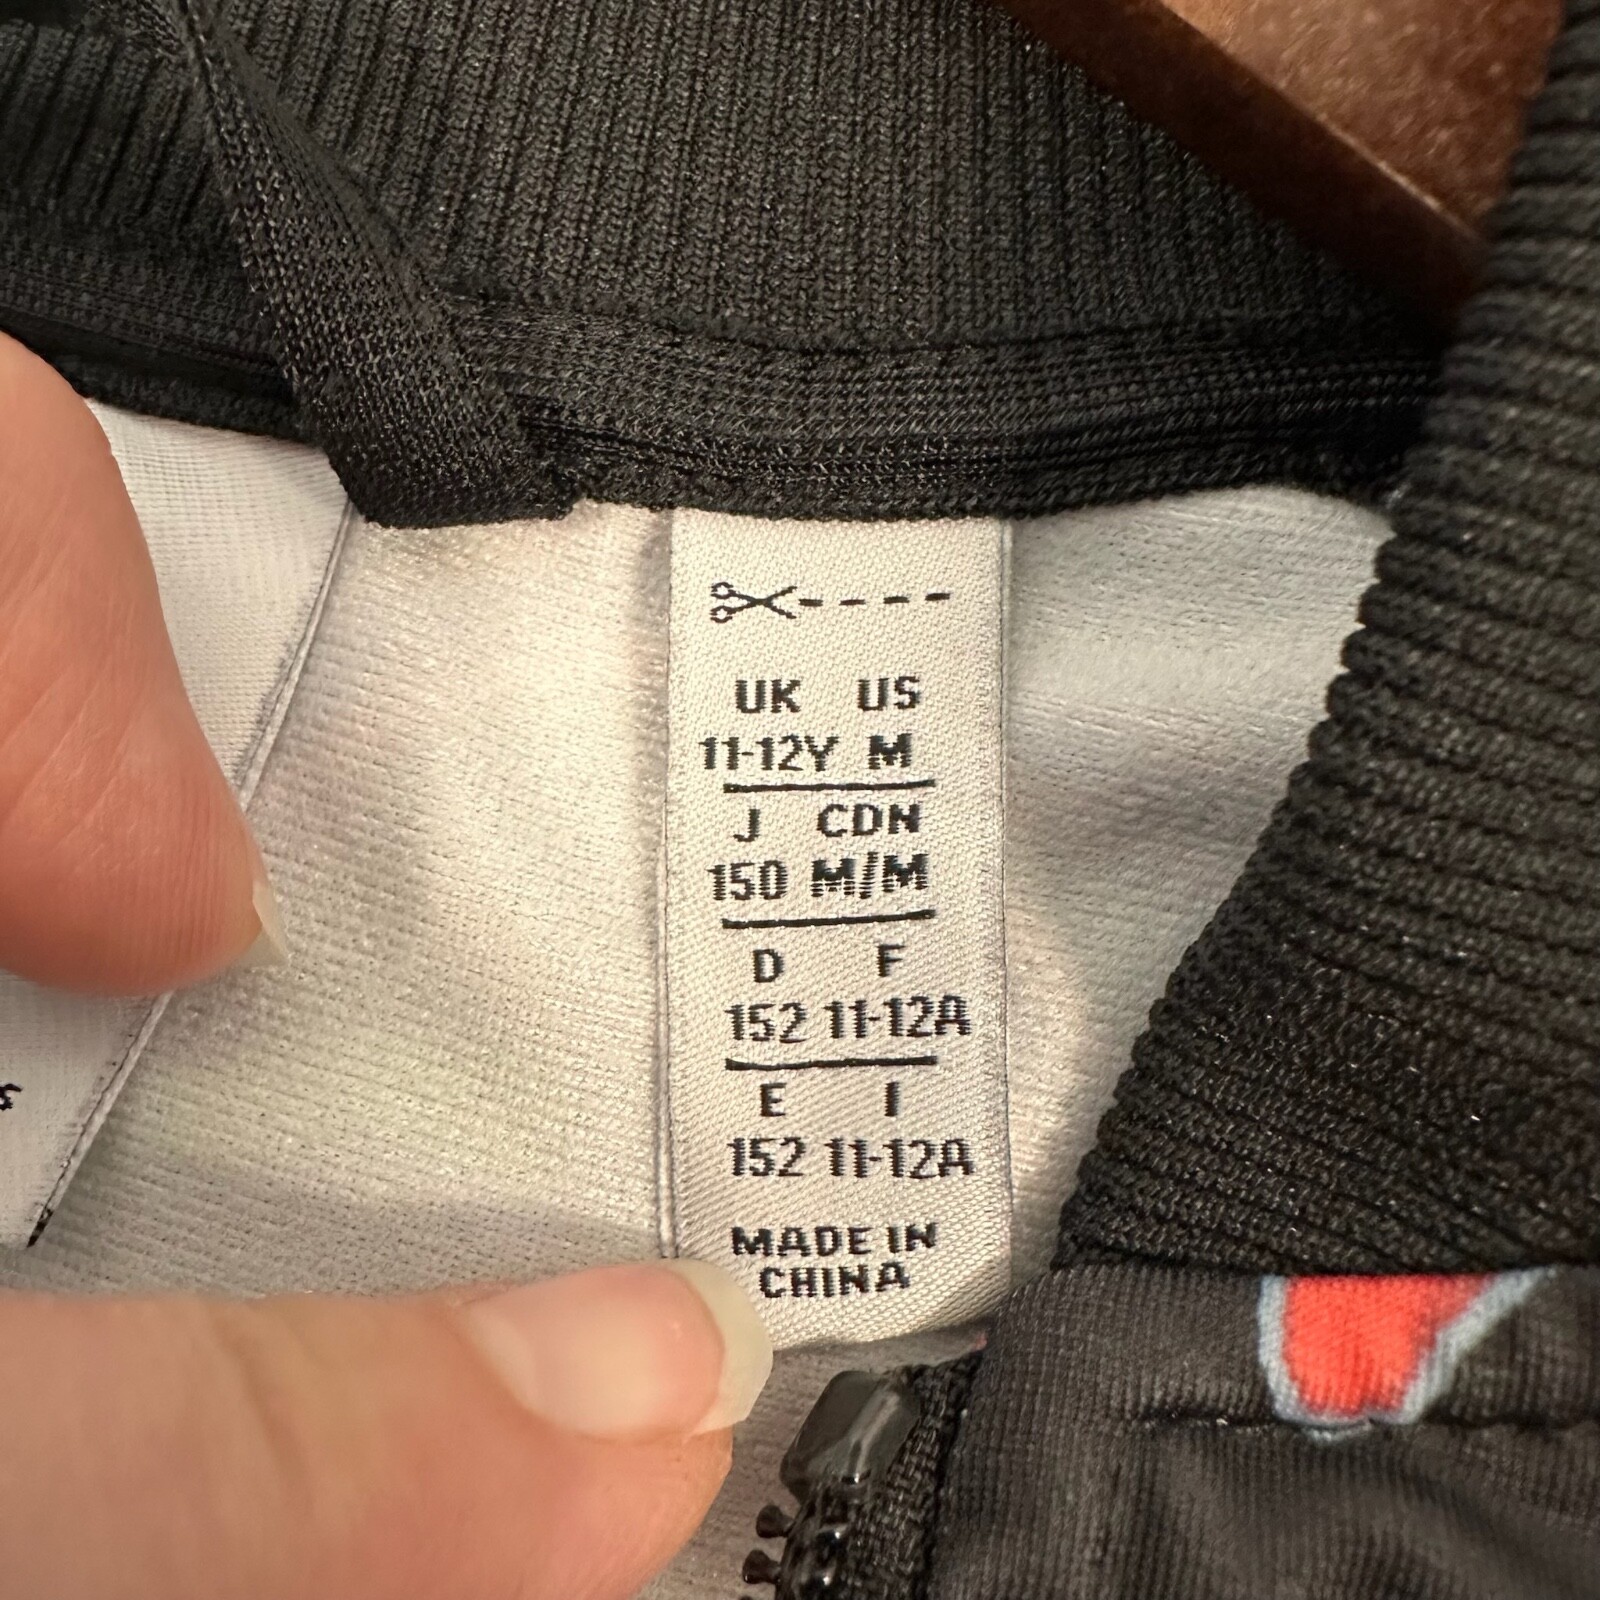 UK US
11-12Y M
J CDN
150 M/M
D F
152 11-12A
E I
152 11-12A
MADE IN
CHINA